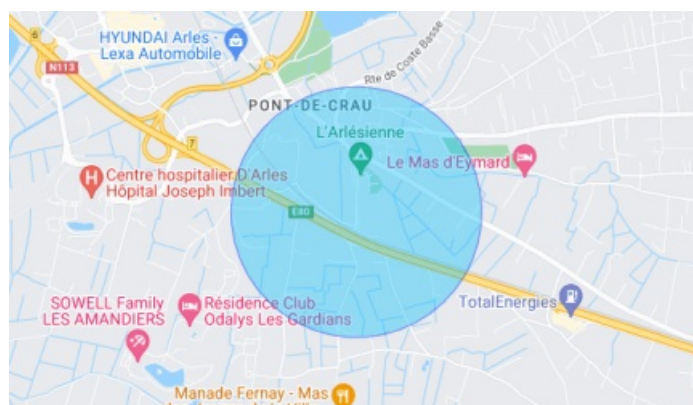 HYUNDAI Arles -
Lexa Automobile
6
N113
Rte de Coste Basse
PONT-DE-CRAU
7
L'Arlésienne
Le Mas d'Eymard
Centre hospitalier D'Arles
Hôpital Joseph Imbert
E80
SOWELL Family
LES AMANDIERS
Résidence Club
Odalys Les Gardians
TotalEnergies
Manade Fernay - Mas